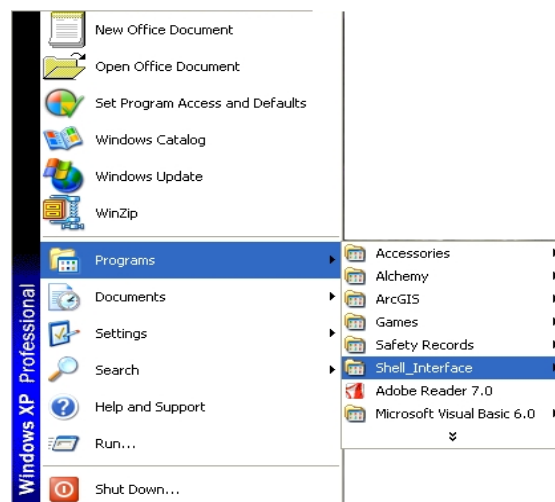 New Office Document
Open Office Document
Set Program Access and Defaults
Windows Catalog
Windows Update
WinZip
Programs
Documents
Settings
Search
Help and Support
Run...
Shut Down...
Windows XP Professional
Accessories
Alchemy
ArcGIS
Games
Safety Records
Shell_Interface
Adobe Reader 7.0
Microsoft Visual Basic 6.0